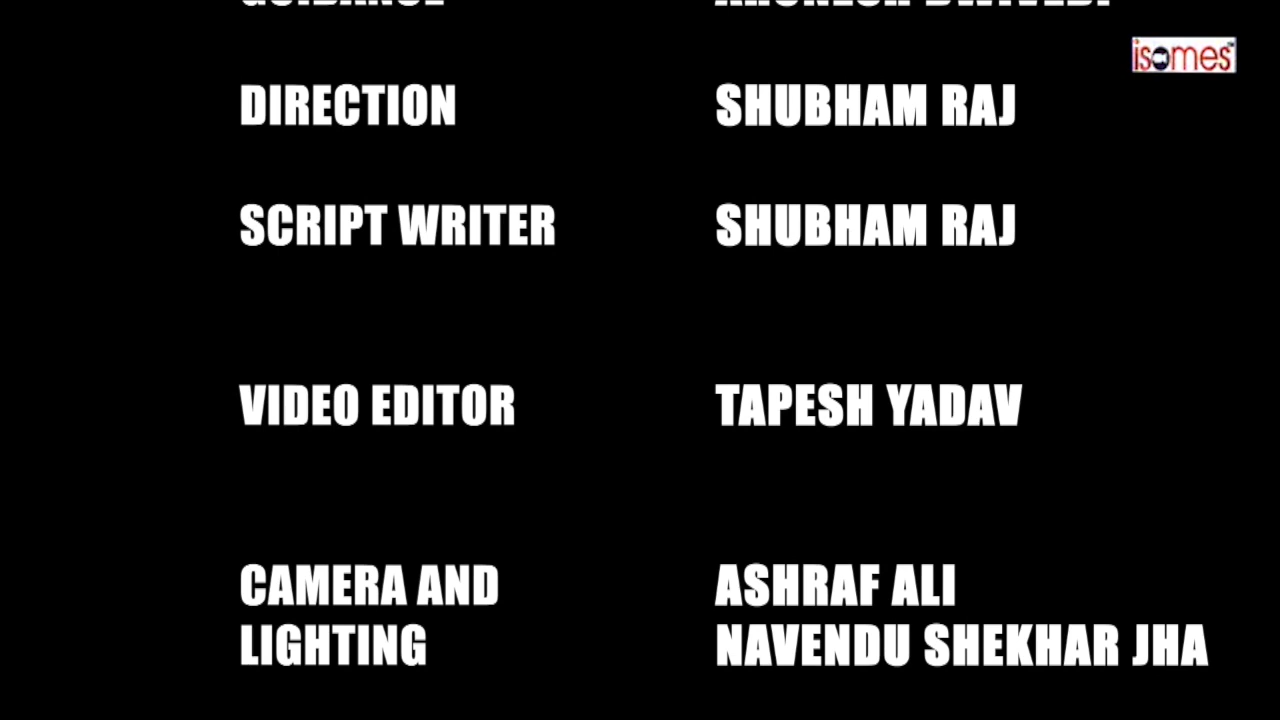 isomes
DIRECTION SHUBHAM RAJ
SCRIPT WRITER SHUBHAM RAJ
VIDEO EDITOR TAPESH YADAV
CAMERA AND ASHRAF ALI
LIGHTING NAVENDU SHEKHAR JHA